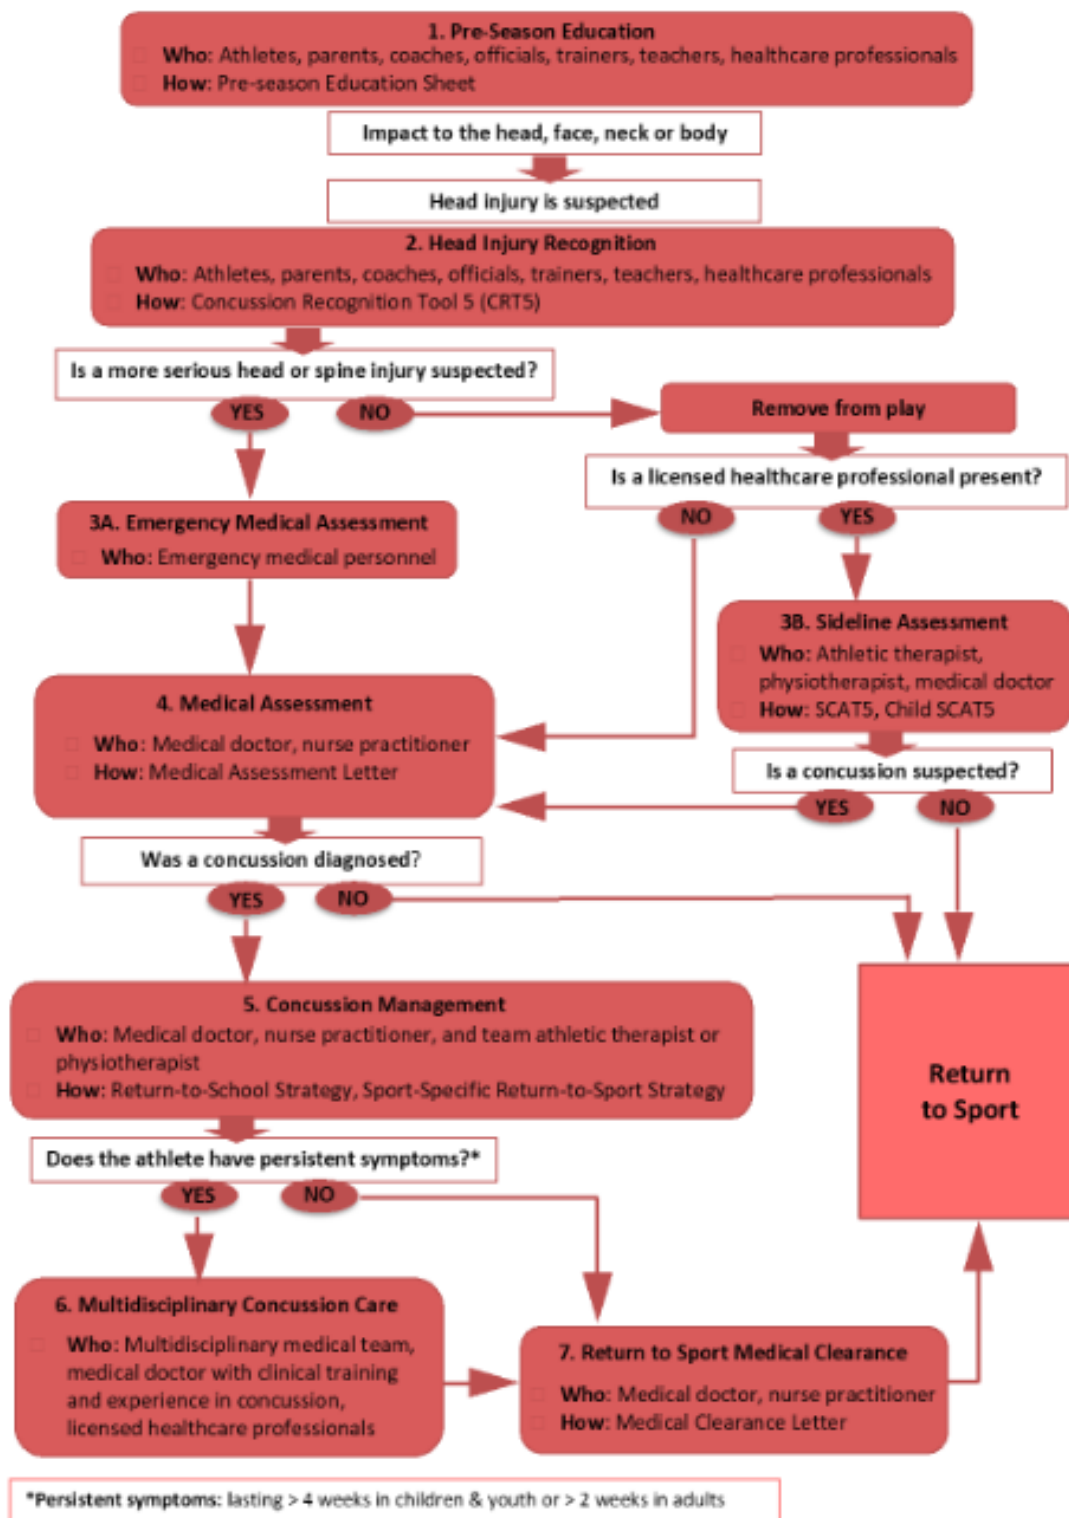 1. Pre-Season Education
Who: Athletes, parents, coaches, officials, trainers, teachers, healthcare professionals
How: Pre-season Education Sheet
Impact to the head, face, neck or body
Head injury is suspected
2. Head Injury Recognition
Who: Athletes, parents, coaches, officials, trainers, teachers, healthcare professionals
How: Concussion Recognition Tool 5 (CRT5)
Is a more serious head or spine injury suspected?
YES
NO
Remove from play
Is a licensed healthcare professional present?
NO
YES
3A. Emergency Medical Assessment
Who: Emergency medical personnel
3B. Sideline Assessment
Who: Athletic therapist,
physiotherapist, medical doctor
How: SCAT5, Child SCAT5
4. Medical Assessment
Who: Medical doctor, nurse practitioner
How: Medical Assessment Letter
Is a concussion suspected?
YES
NO
Was a concussion diagnosed?
YES
NO
5. Concussion Management
Who: Medical doctor, nurse practitioner, and team athletic therapist or
physiotherapist
How: Return-to-School Strategy, Sport-Specific Return-to-Sport Strategy
Return
to Sport
Does the athlete have persistent symptoms?*
YES
NO
6. Multidisciplinary Concussion Care
Who: Multidisciplinary medical team,
medical doctor with clinical training
and experience in concussion,
licensed healthcare professionals
7. Return to Sport Medical Clearance
Who: Medical doctor, nurse practitioner
How: Medical Clearance Letter
*Persistent symptoms: lasting > 4 weeks in children & youth or > 2 weeks in adults